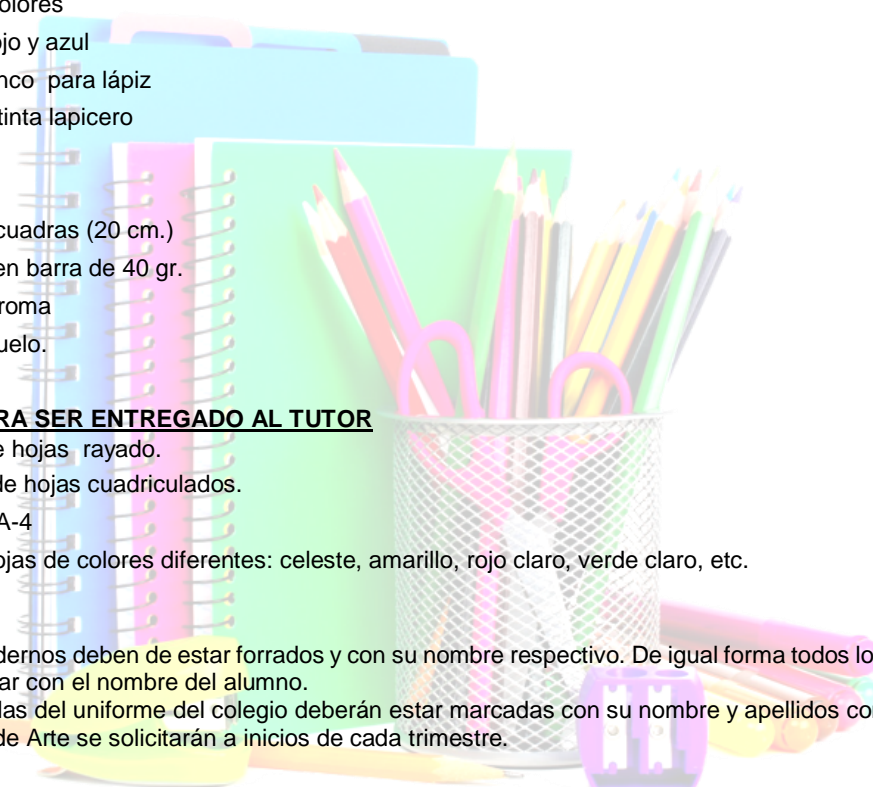 olores
jo y azul
nco para lápiz
tinta lapicero
cuadras (20 cm.)
en barra de 40 gr.
roma
uelo.
RA SER ENTREGADO AL TUTOR
e hojas rayado.
de hojas cuadriculados.
A-4
ojas de colores diferentes: celeste, amarillo, rojo claro, verde claro, etc.
dernos deben de estar forrados y con su nombre respectivo. De igual forma todos lo
ar con el nombre del alumno.
das del uniforme del colegio deberán estar marcadas con su nombre y apellidos co
de Arte se solicitarán a inicios de cada trimestre.